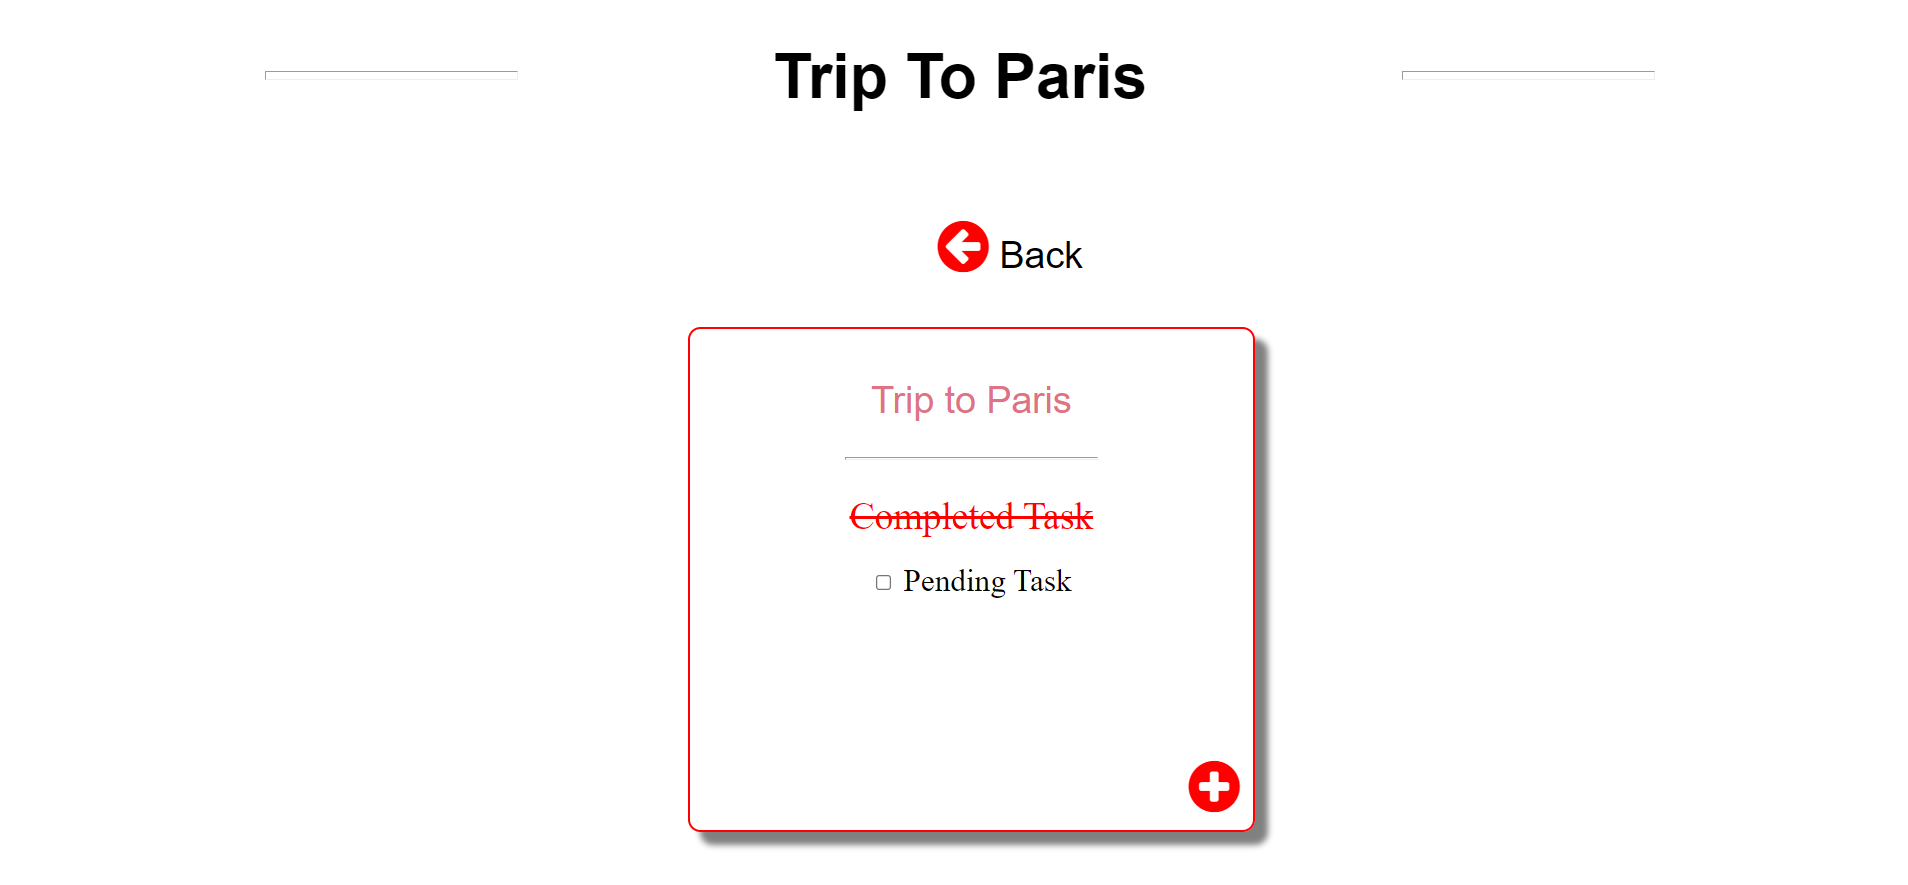 Trip To Paris
Back
Trip to Paris
Completed Task
Pending Task